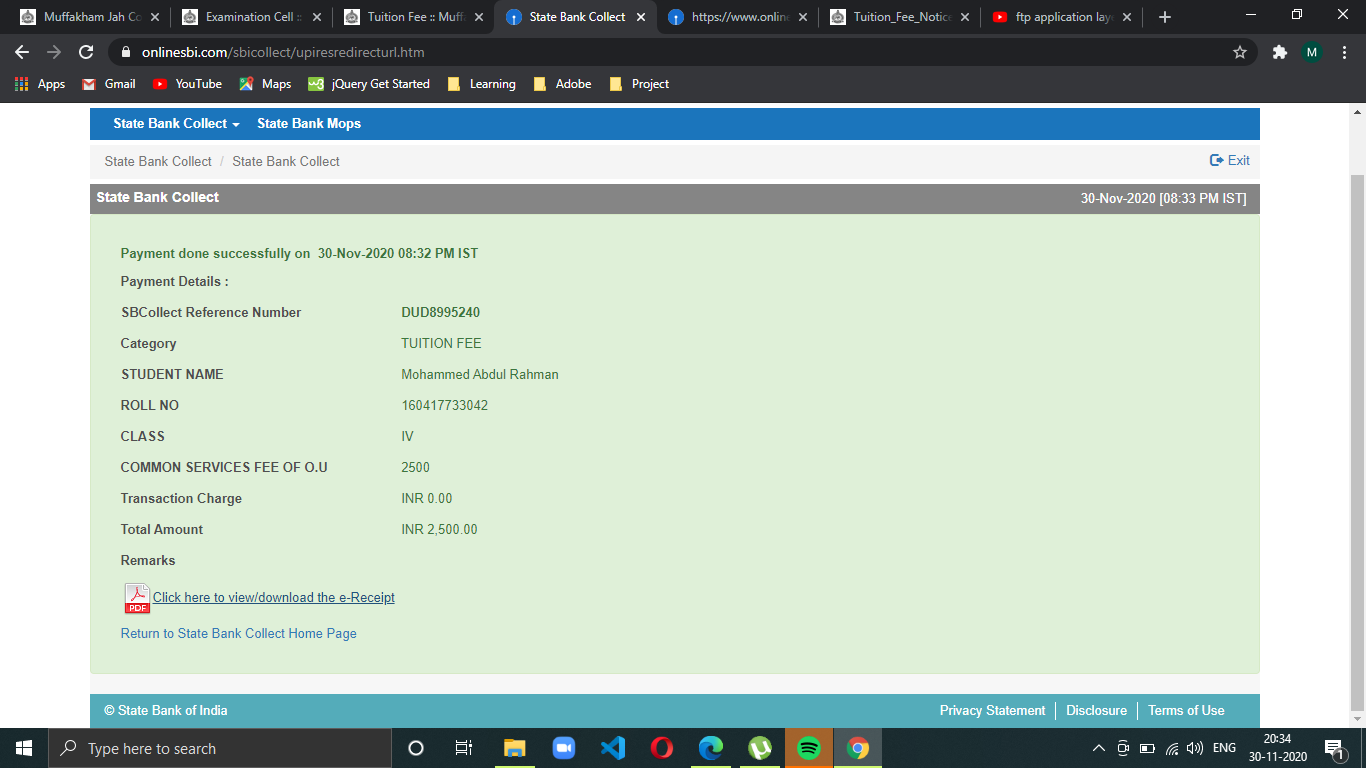 Muffakham Jah Co
Examination Cell ::
Tuition Fee :: Muff
State Bank Collect
https://www.online
Tuition_Fee_Notice
ftp application laye
onlinesbi.com/sbicollect/upiresredirecturl.htm
M
Apps
Gmail
YouTube
Maps
jQuery Get Started
Learning
Adobe
Project
State Bank Collect
State Bank Mops
State Bank Collect / State Bank Collect
Exit
State Bank Collect
30-Nov-2020 [08:33 PM IST]
Payment done successfully on 30-Nov-2020 08:32 PM IST
Payment Details :
SBCollect Reference Number DUD8995240
Category TUITION FEE
STUDENT NAME Mohammed Abdul Rahman
ROLL NO 160417733042
CLASS IV
COMMON SERVICES FEE OF O.U 2500
Transaction Charge INR 0.00
Total Amount INR 2,500.00
Remarks
PDF
Click here to view/download the e-Receipt
Return to State Bank Collect Home Page
© State Bank of India
Privacy Statement
Disclosure
Terms of Use
Type here to search
ENG
20:34
30-11-2020
1